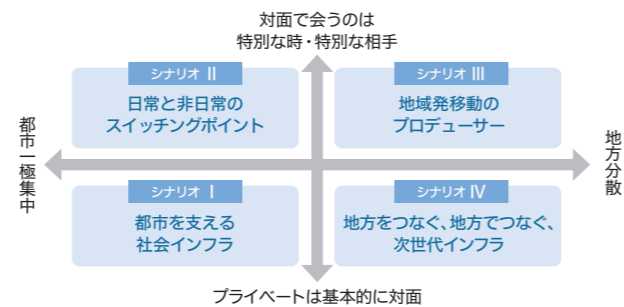 対面で会うのは
特別な時・特別な相手
シナリオ Ⅱ
日常と非日常の
スイッチングポイント
シナリオ Ⅲ
地域発移動の
プロデューサー
都市一極集中
地方分散
シナリオ Ⅰ
都市を支える
社会インフラ
シナリオ Ⅳ
地方をつなぐ、地方でつなぐ、
次世代インフラ
プライベートは基本的に対面